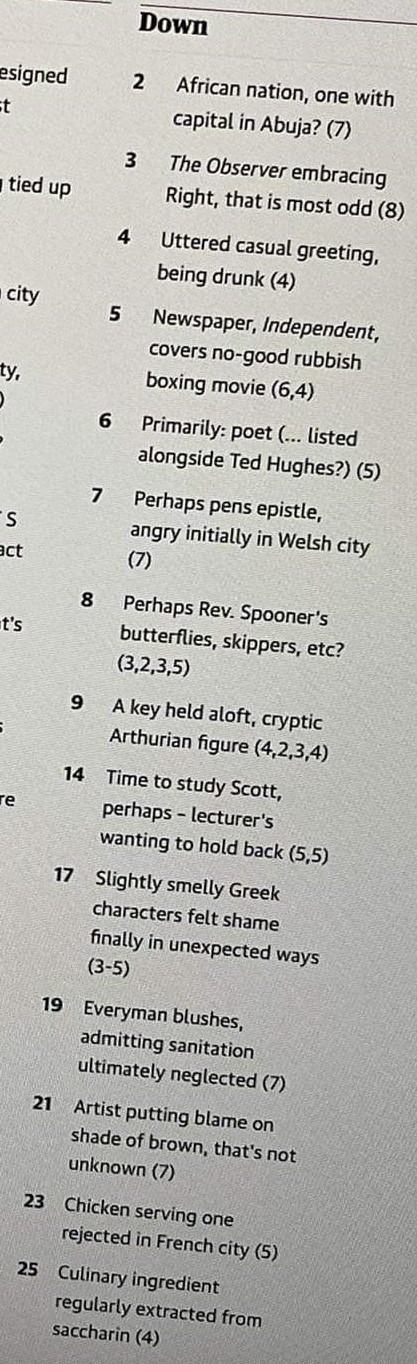 Down
esigned
st
tied up
city
ty,
)
S
act
t's
s
re
2 African nation, one with
capital in Abuja? (7)
3 The Observer embracing
Right, that is most odd (8)
4 Uttered casual greeting,
being drunk (4)
5 Newspaper, Independent,
covers no-good rubbish
boxing movie (6,4)
6 Primarily: poet (... listed
alongside Ted Hughes?) (5)
7 Perhaps pens epistle,
angry initially in Welsh city
(7)
8 Perhaps Rev. Spooner's
butterflies, skippers, etc?
(3,2,3,5)
9 A key held aloft, cryptic
Arthurian figure (4,2,3,4)
14 Time to study Scott,
perhaps – lecturer's
wanting to hold back (5,5)
17 Slightly smelly Greek
characters felt shame
finally in unexpected ways
(3-5)
19 Everyman blushes,
admitting sanitation
ultimately neglected (7)
21 Artist putting blame on
shade of brown, that's not
unknown (7)
23 Chicken serving one
rejected in French city (5)
25 Culinary ingredient
regularly extracted from
saccharin (4)